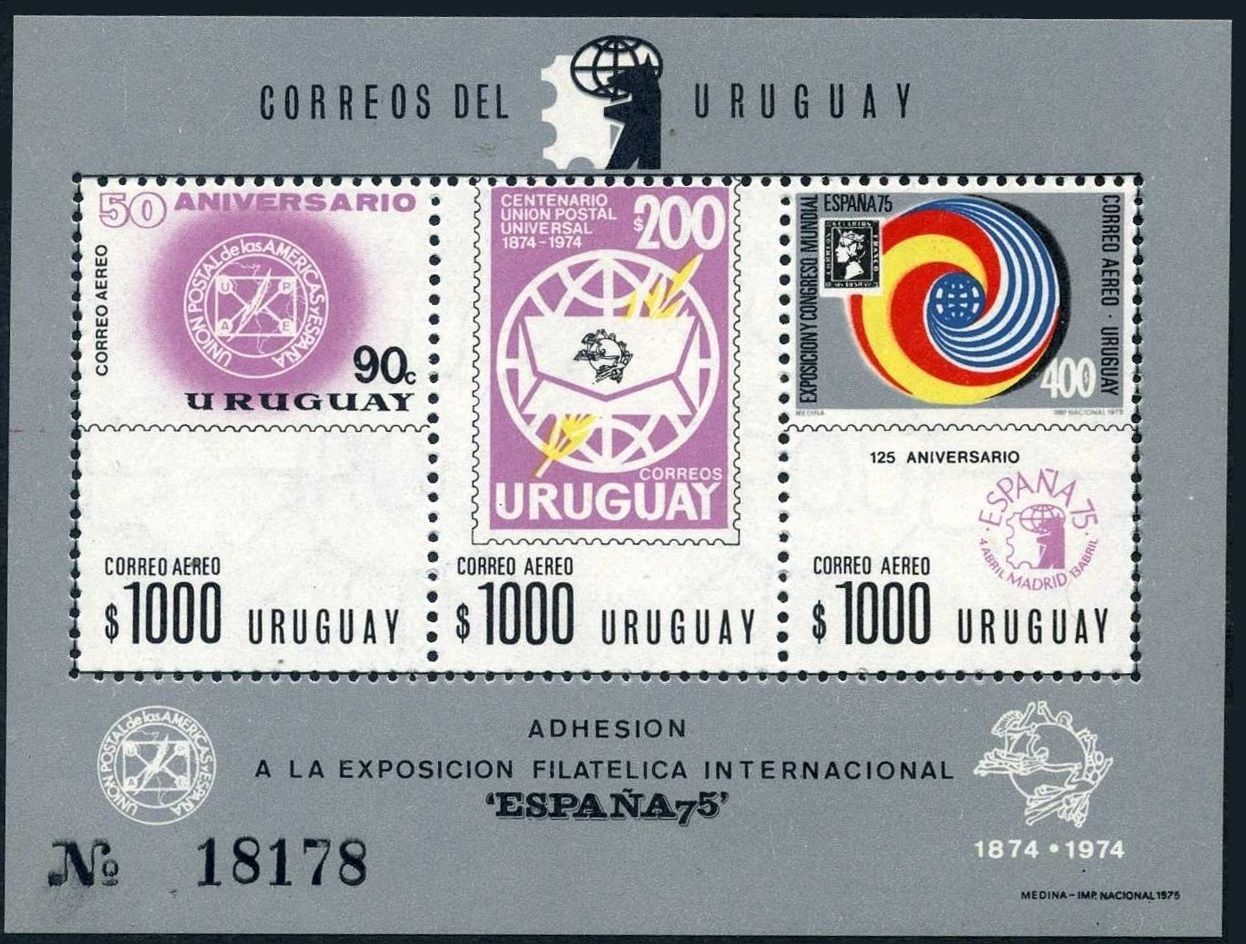 CORREOS DEL URUGUAY
50 ANIVERSARIO
CORREO AEREO
UNION POSTAL de las AMERICAS Y ESPAÑA
U P
A E
90c
URUGUAY
CORREO AEREO
$1000 URUGUAY
CENTENARIO
UNION POSTAL
UNIVERSAL
1874-1974
$200
CORREOS
URUGUAY
CORREO AEREO
$1000 URUGUAY
EXPOSICION Y CONGRESO MUNDIAL
ESPAÑA 75
CORREO AEREO · URUGUAY
FRANCO
400
MEDINA
IMP NACIONAL 1975
125 ANIVERSARIO
· ESPAÑA 75 ·
4 ABRIL MADRID 13 ABRIL
CORREO AEREO
$1000 URUGUAY
UNION POSTAL de las AMERICAS Y ESPAÑA
ADHESION
A LA EXPOSICION FILATELICA INTERNACIONAL
'ESPAÑA75'
1874 • 1974
No 18178
MEDINA-IMP. NACIONAL 1975